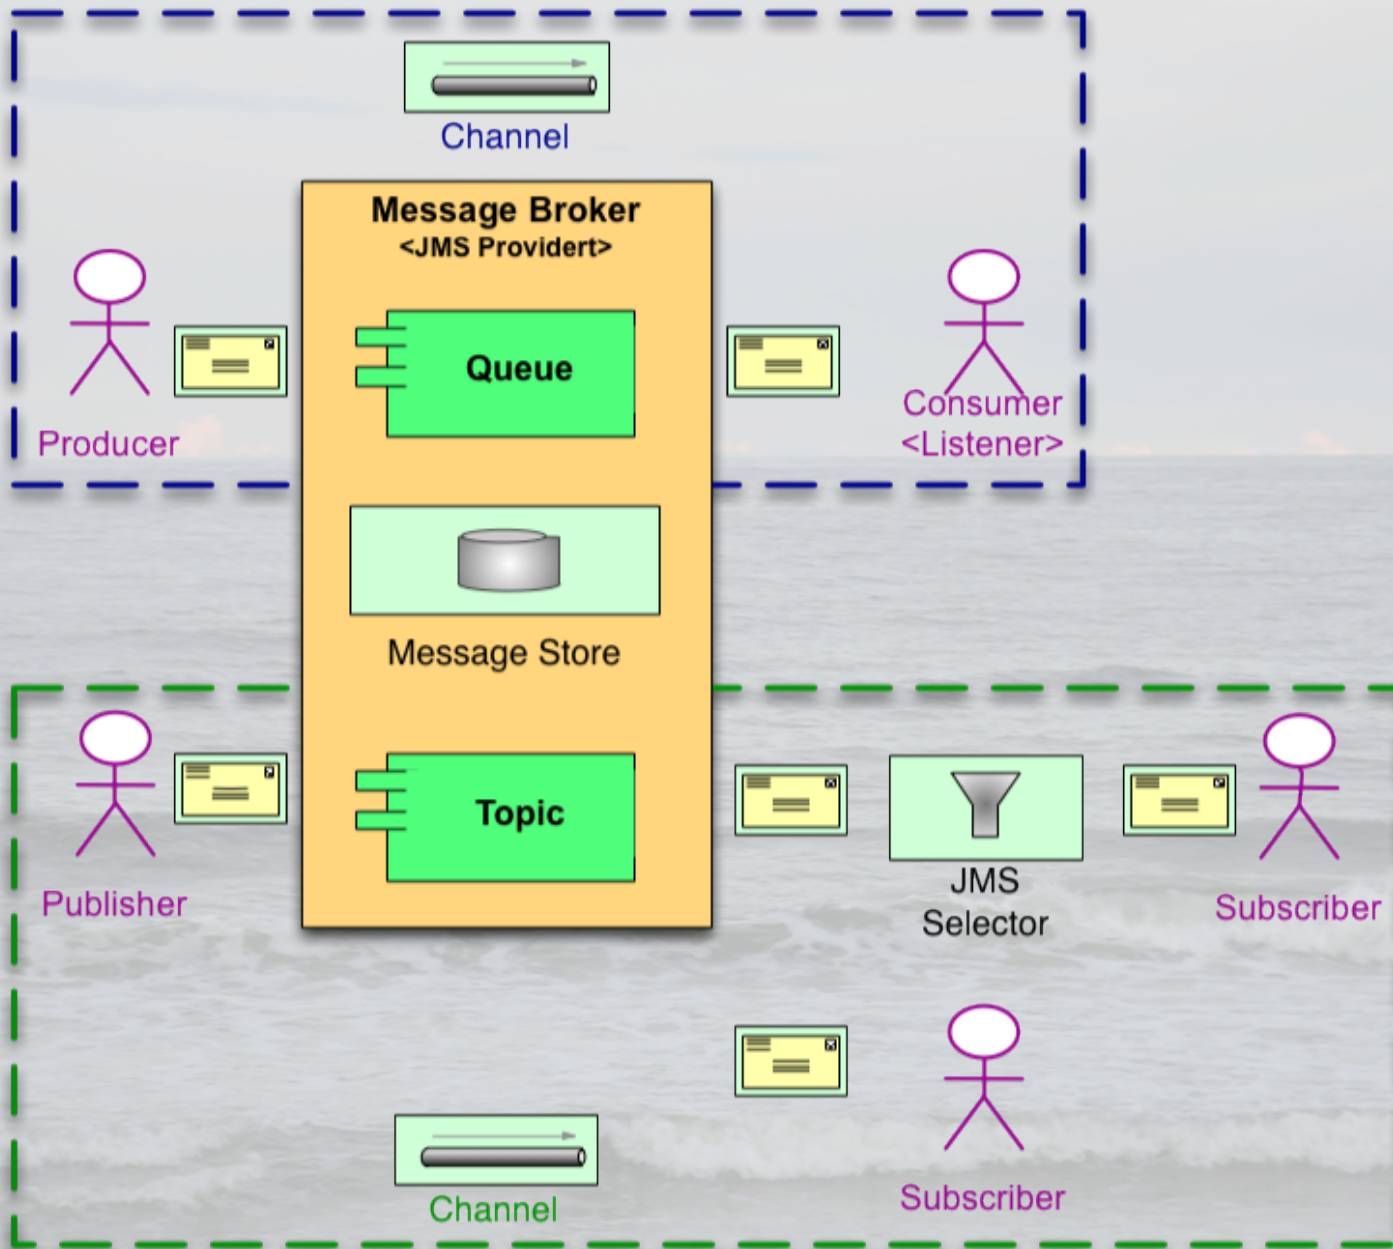 Channel
Message Broker
<JMS Providert>
Queue
Producer
Consumer
<Listener>
Message Store
Topic
Publisher
JMS
Selector
Subscriber
Channel
Subscriber